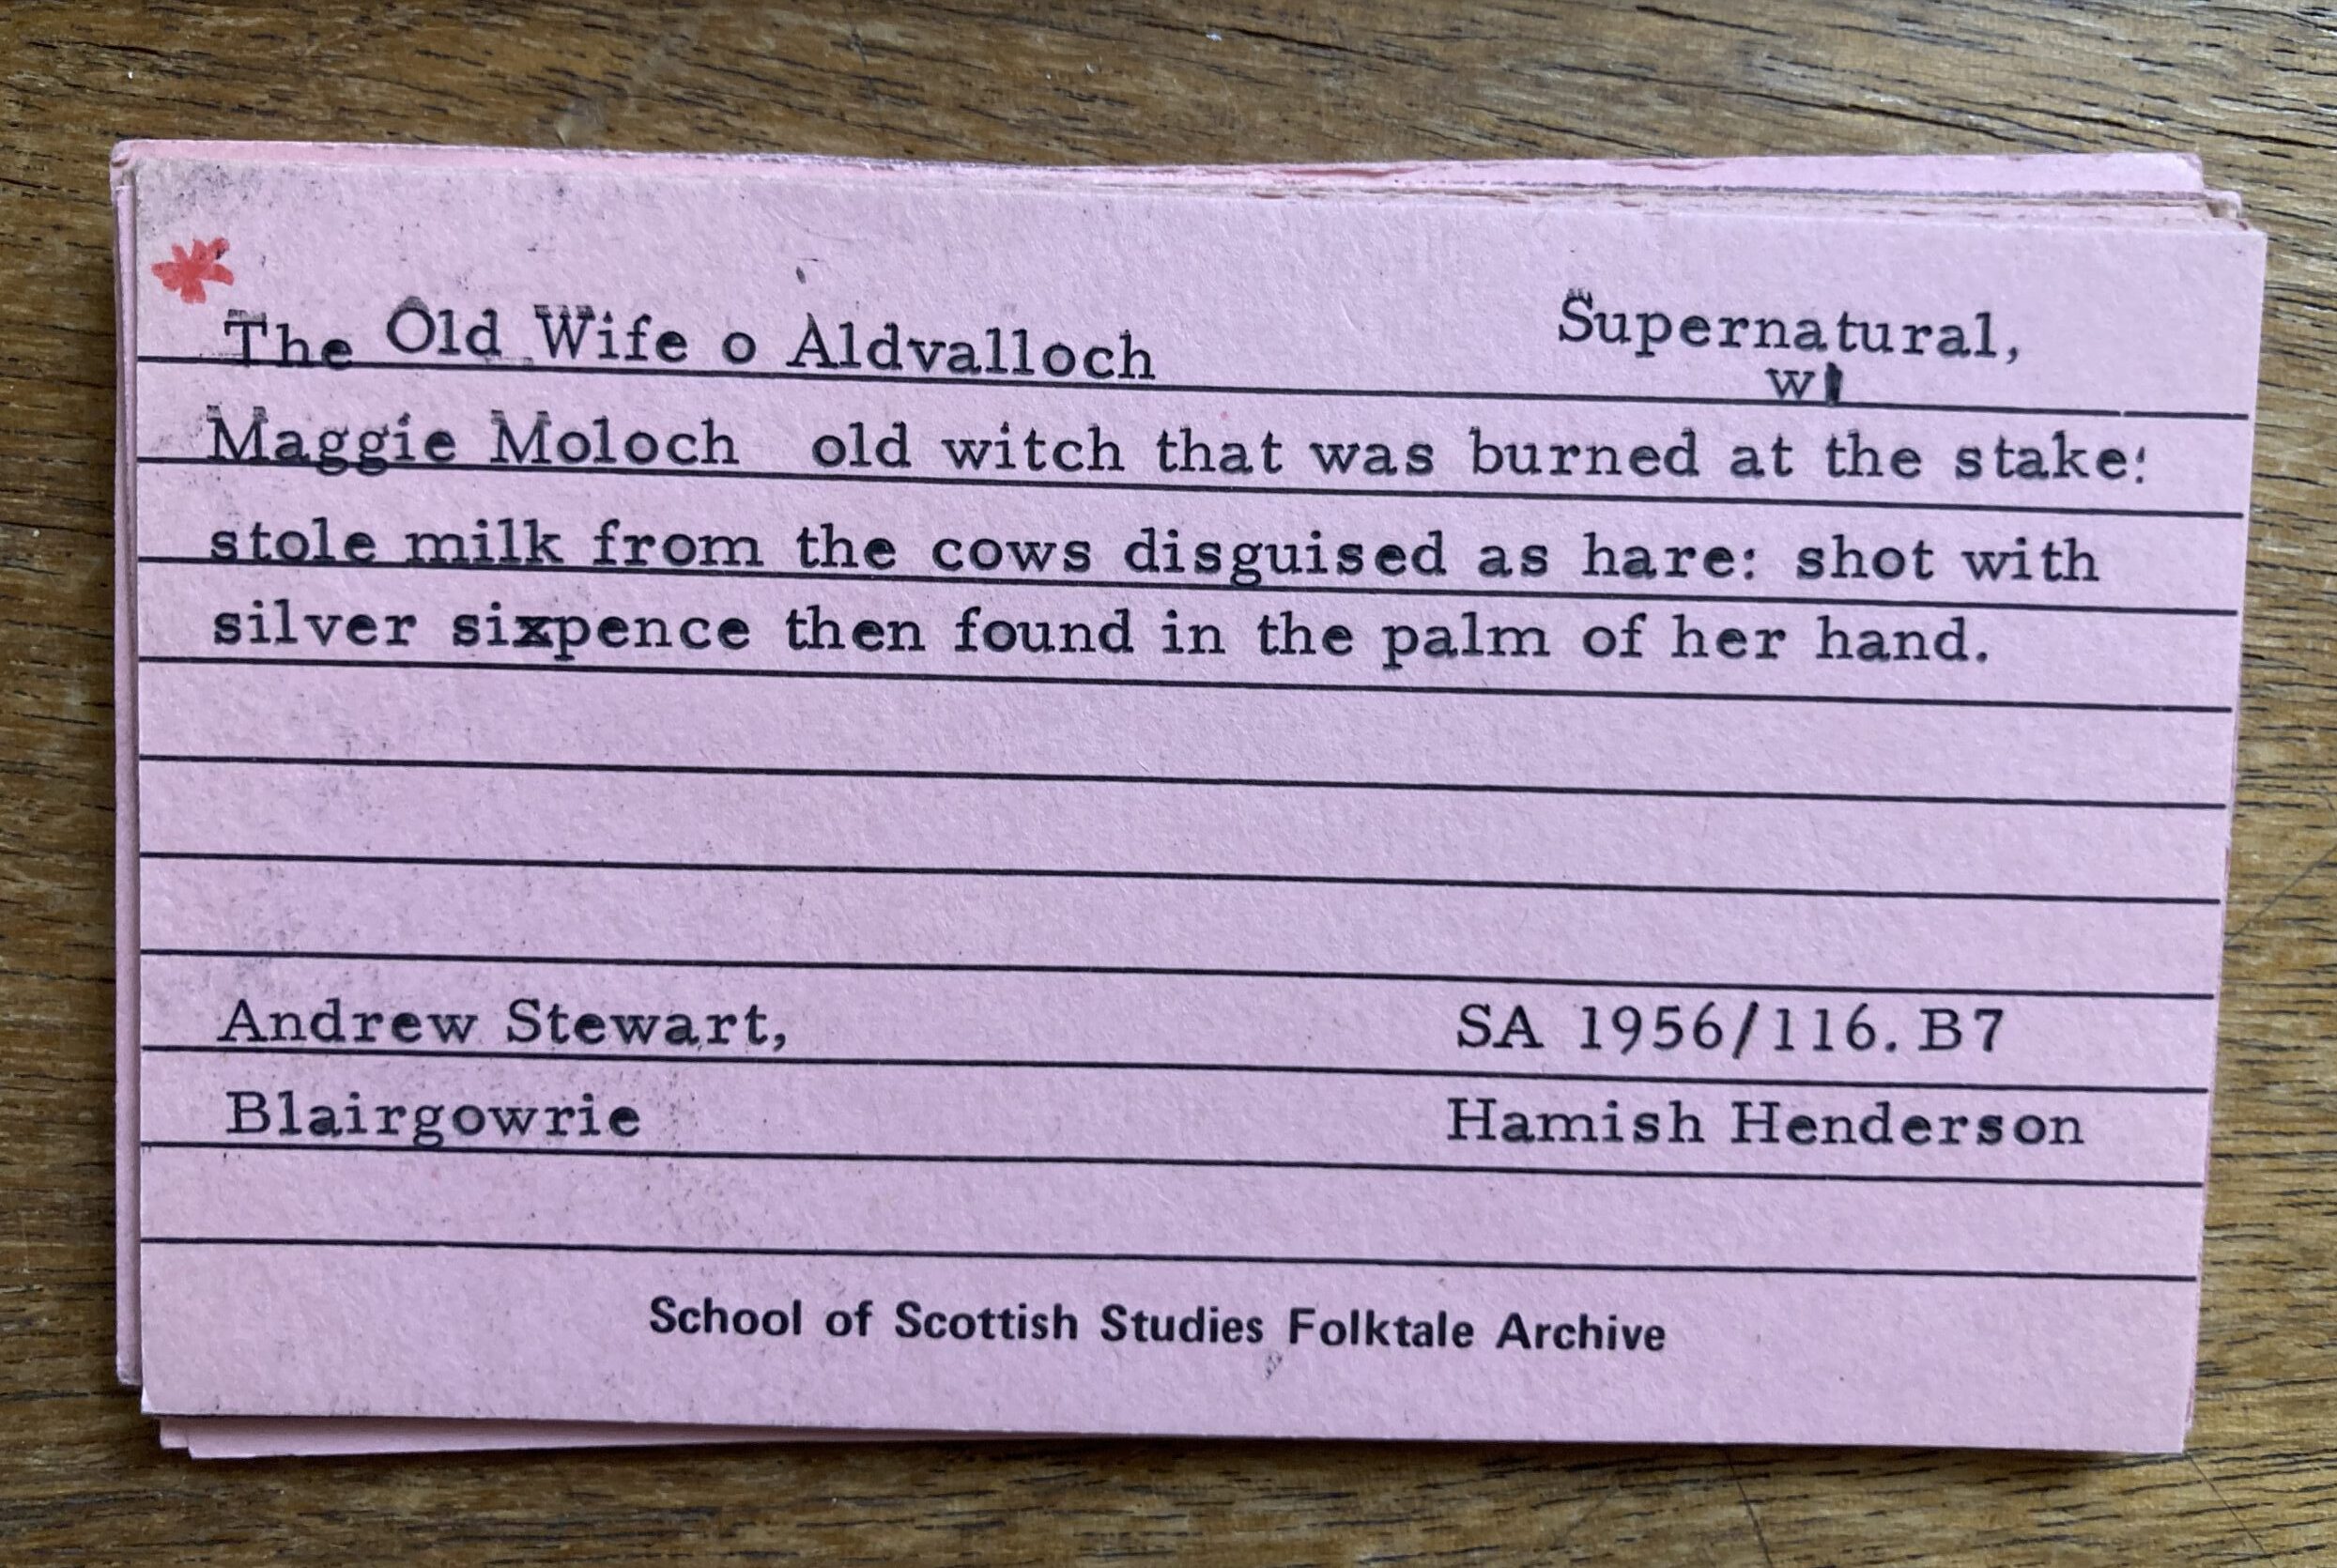 The Old Wife o Aldvalloch Supernatural,
w
Maggie Moloch old witch that was burned at the stake:
stole milk from the cows disguised as hare: shot with
silver sixpence then found in the palm of her hand.
Andrew Stewart, SA 1956/116.B7
Blairgowrie Hamish Henderson
School of Scottish Studies Folktale Archive